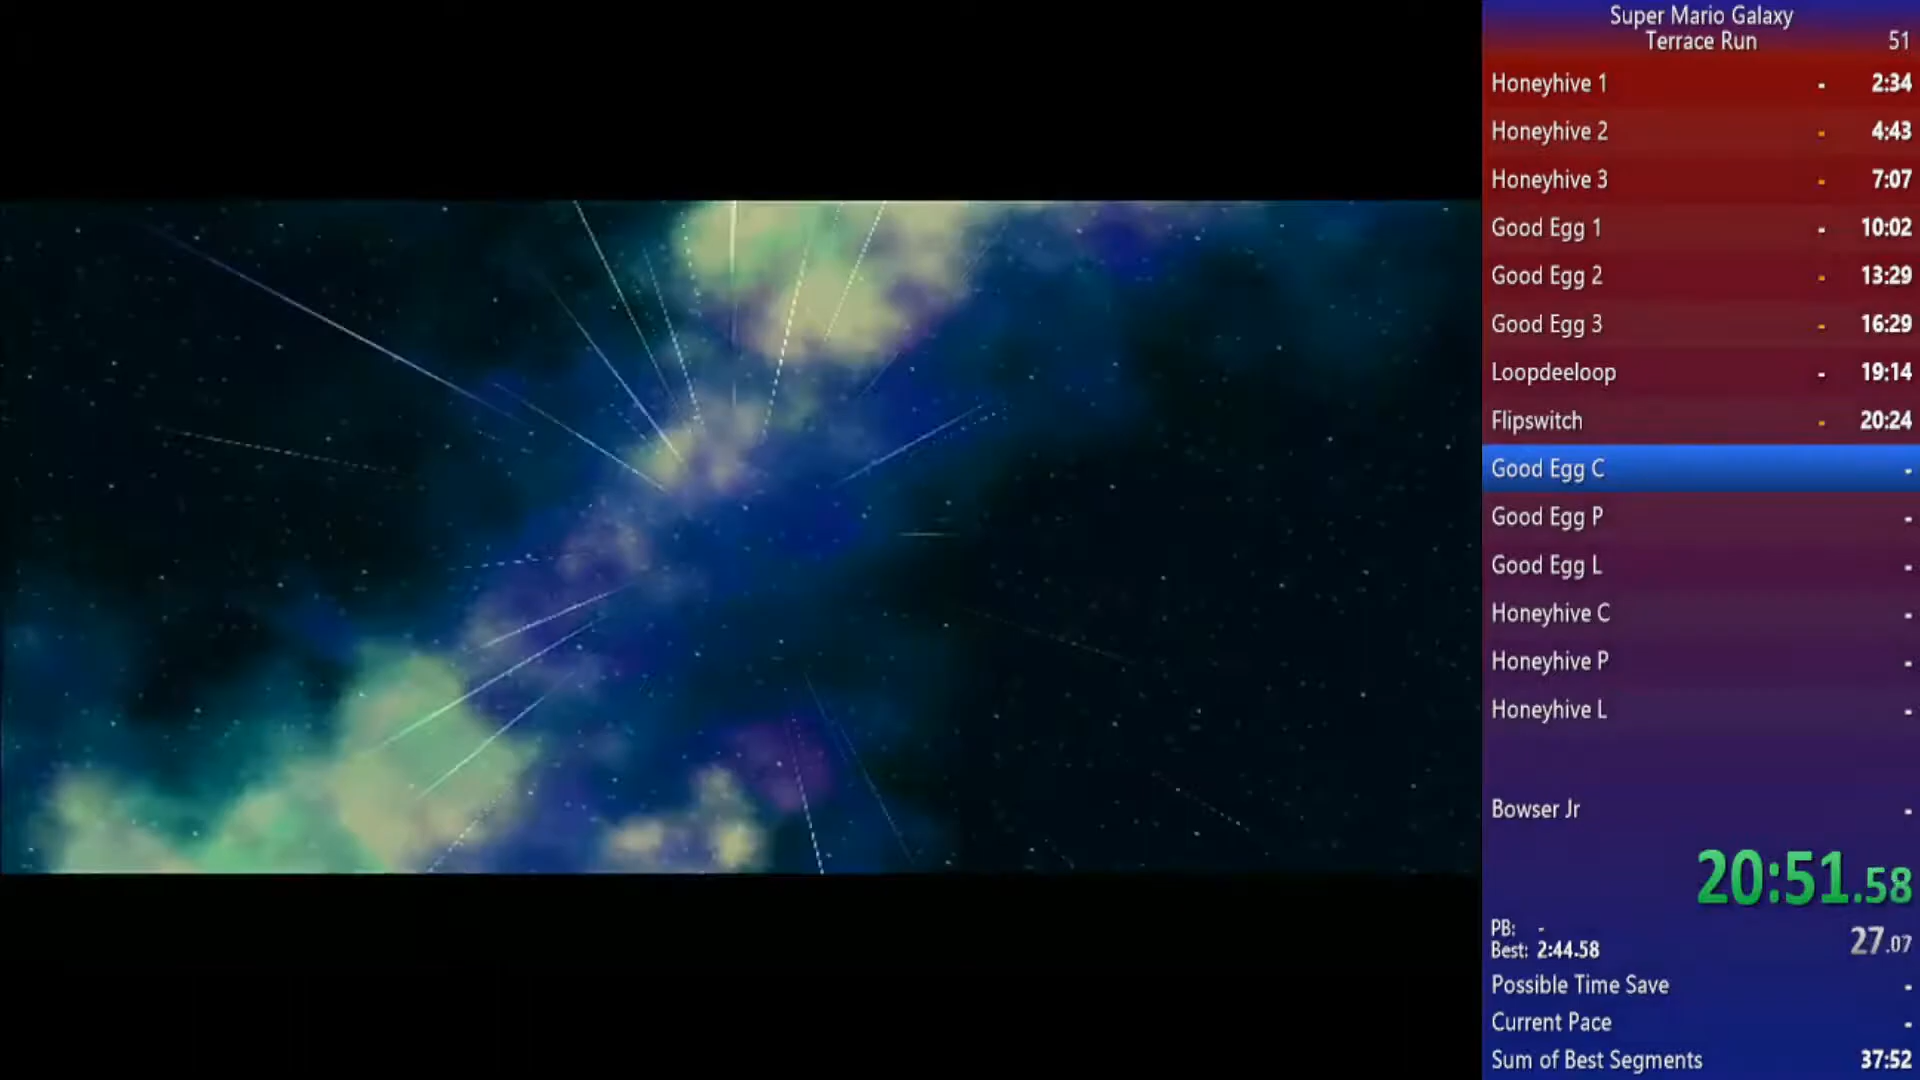 Super Mario Galaxy
Terrace Run 51
Honeyhive 1 - 2:34
Honeyhive 2 - 4:43
Honeyhive 3 - 7:07
Good Egg 1 - 10:02
Good Egg 2 - 13:29
Good Egg 3 - 16:29
Loopdeeloop - 19:14
Flipswitch - 20:24
Good Egg C -
Good Egg P -
Good Egg L -
Honeyhive C -
Honeyhive P -
Honeyhive L -
Bowser Jr -
20:51.58
PB: - 27.07
Best: 2:44.58
Possible Time Save -
Current Pace -
Sum of Best Segments 37:52